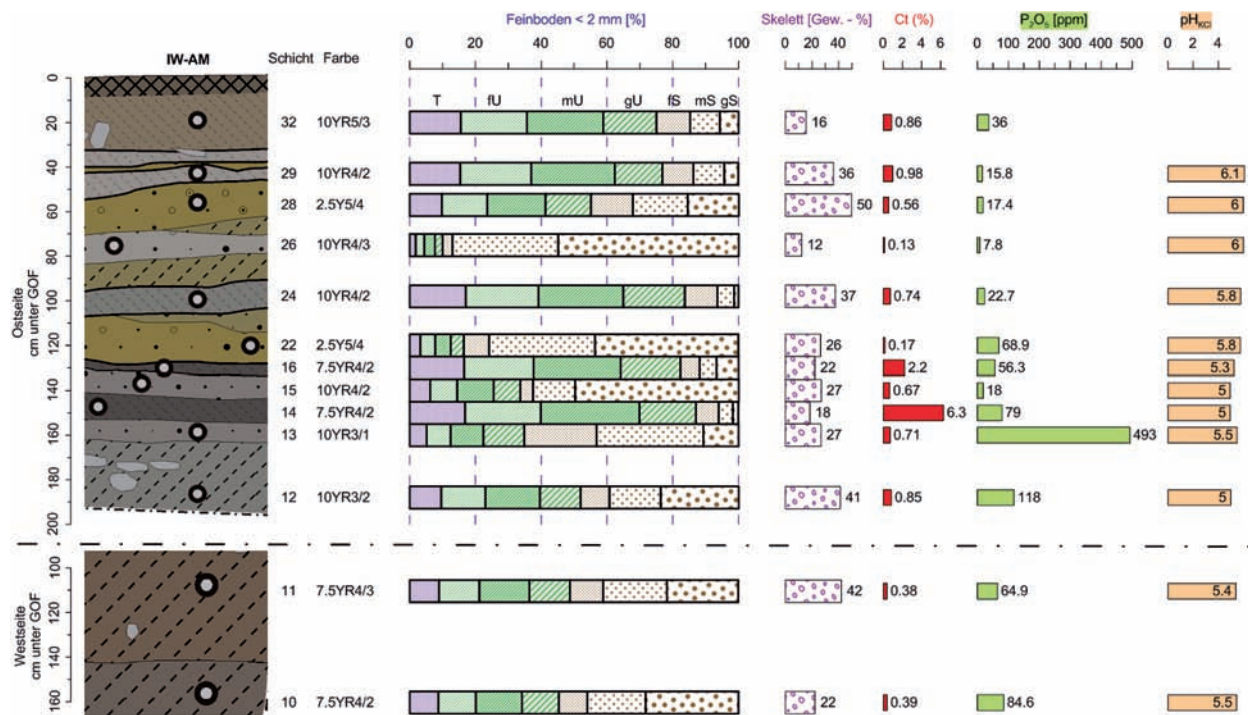 Feinboden < 2 mm [%] Skelett [Gew. - %] Ct (%) P₂O₅ [ppm] pH_KCl
0 20 40 60 80 100 0 20 40 0 2 4 6 0 100 200 300 400 500 0 2 4
IW-AM Schicht Farbe
T fU mU gU fS mS gS
32 10YR5/3 16 0.86 36
29 10YR4/2 36 0.98 15.8 6.1
28 2.5Y5/4 50 0.56 17.4 6
26 10YR4/3 12 0.13 7.8 6
24 10YR4/2 37 0.74 22.7 5.8
22 2.5Y5/4 26 0.17 68.9 5.8
16 7.5YR4/2 22 2.2 56.3 5.3
15 10YR4/2 27 0.67 18 5
14 7.5YR4/2 18 6.3 79 5
13 10YR3/1 27 0.71 493 5.5
12 10YR3/2 41 0.85 118 5
Ostseite
cm unter GOF
0
20
40
60
80
100
120
140
160
180
200
11 7.5YR4/3 42 0.38 64.9 5.4
10 7.5YR4/2 22 0.39 84.6 5.5
Westseite
cm unter GOF
100
120
140
160